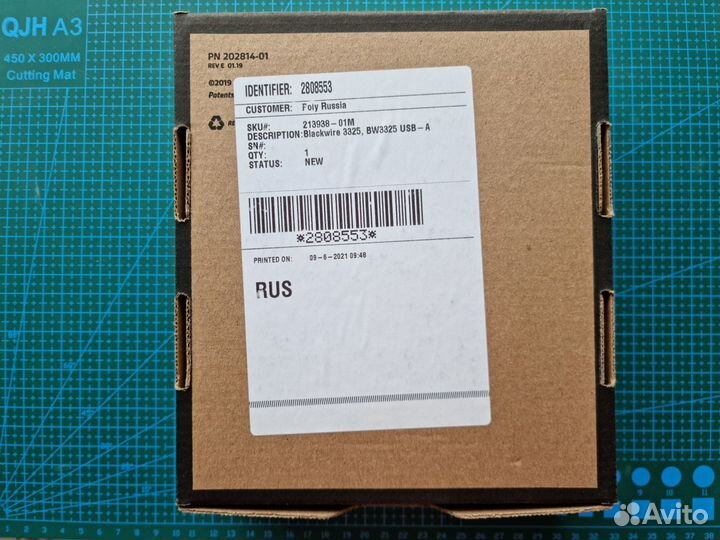 QJH A3
450 X 300MM
Cutting Mat
PN 202814-01
REV E 01.19
©2019
Patents
RE
IDENTIFIER: 2808553
CUSTOMER: Foiy Russia
SKU#: 213938-01M
DESCRIPTION: Blackwire 3325, BW3325 USB-A
SN#:
QTY: 1
STATUS: NEW
*2808553*
PRINTED ON: 09-6-2021 09:48
RUS
Avito